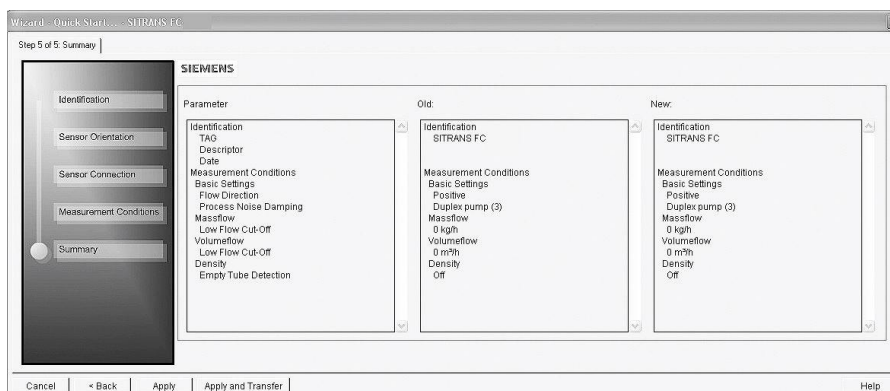 Wizard - Quick Start... - SITRANS FC
Step 5 of 5: Summary
SIEMENS
Identification
Sensor Orientation
Sensor Connection
Measurement Conditions
Summary
Parameter
Identification
TAG
Descriptor
Date
Measurement Conditions
Basic Settings
Flow Direction
Process Noise Damping
Massflow
Low Flow Cut-Off
Volumeflow
Low Flow Cut-Off
Density
Empty Tube Detection
Old:
Identification
SITRANS FC
Measurement Conditions
Basic Settings
Positive
Duplex pump (3)
Massflow
0 kg/h
Volumeflow
0 m³/h
Density
Off
New:
Identification
SITRANS FC
Measurement Conditions
Basic Settings
Positive
Duplex pump (3)
Massflow
0 kg/h
Volumeflow
0 m³/h
Density
Off
Cancel
< Back
Apply
Apply and Transfer
Help